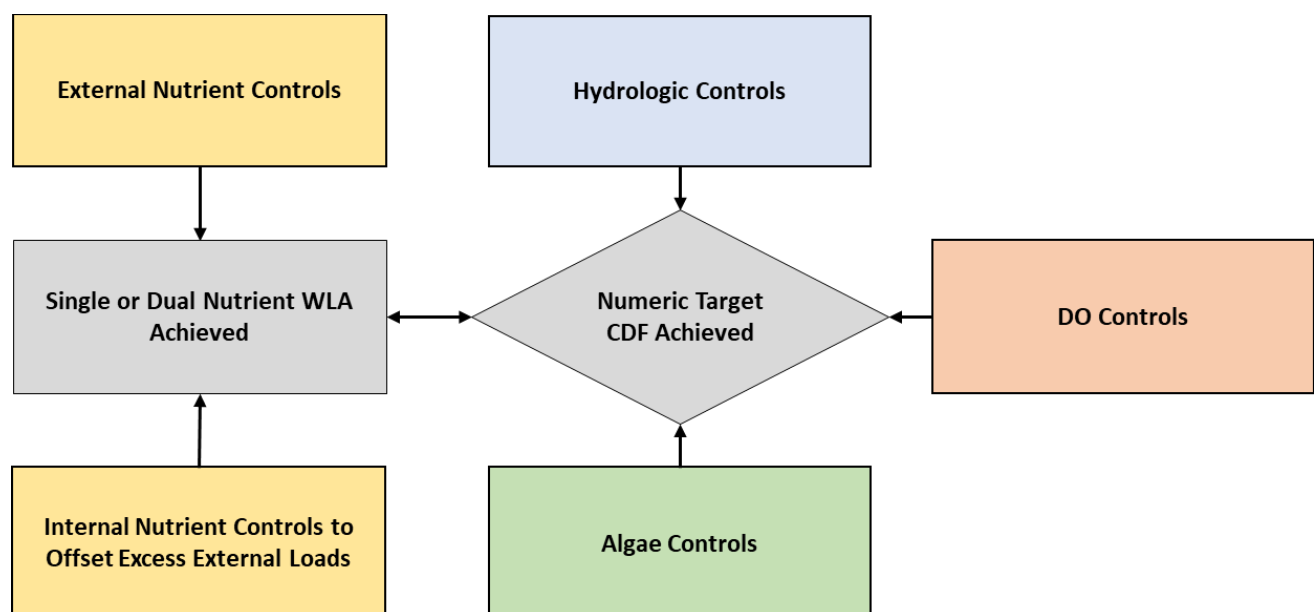 External Nutrient Controls
Hydrologic Controls
Single or Dual Nutrient WLA
Achieved
Numeric Target
CDF Achieved
DO Controls
Internal Nutrient Controls to
Offset Excess External Loads
Algae Controls